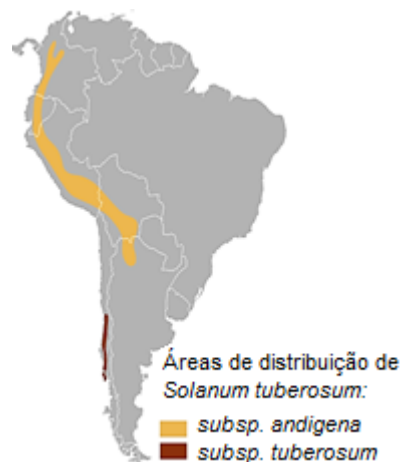 Áreas de distribuição de
Solanum tuberosum:
subsp. andigena
subsp. tuberosum